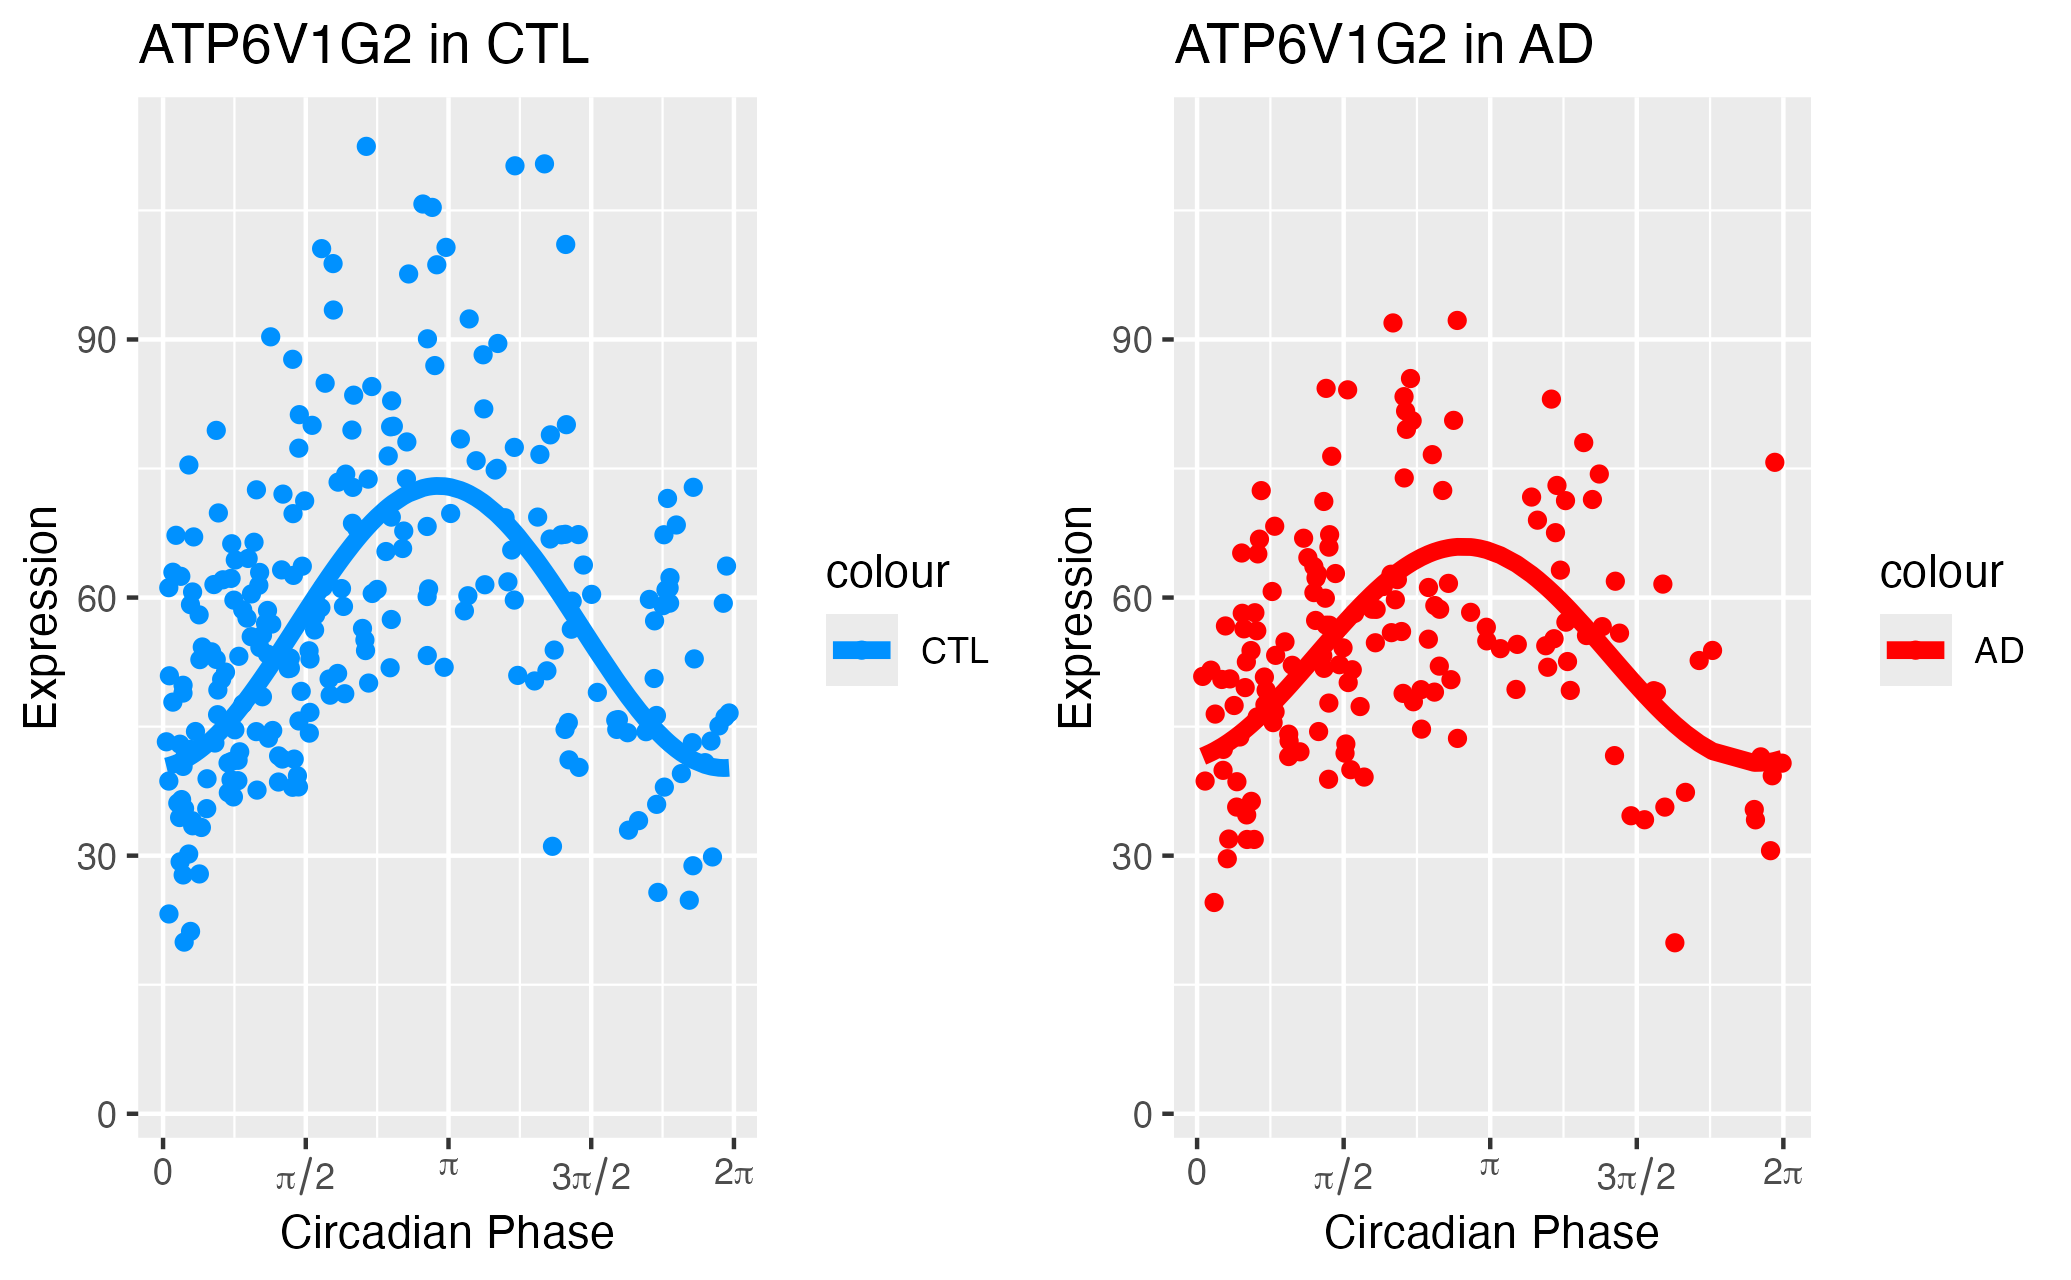 ATP6V1G2 in CTL
Expression
90
60
30
0
0
π/2
π
3π/2
2π
Circadian Phase
colour
CTL
ATP6V1G2 in AD
Expression
90
60
30
0
0
π/2
π
3π/2
2π
Circadian Phase
colour
AD